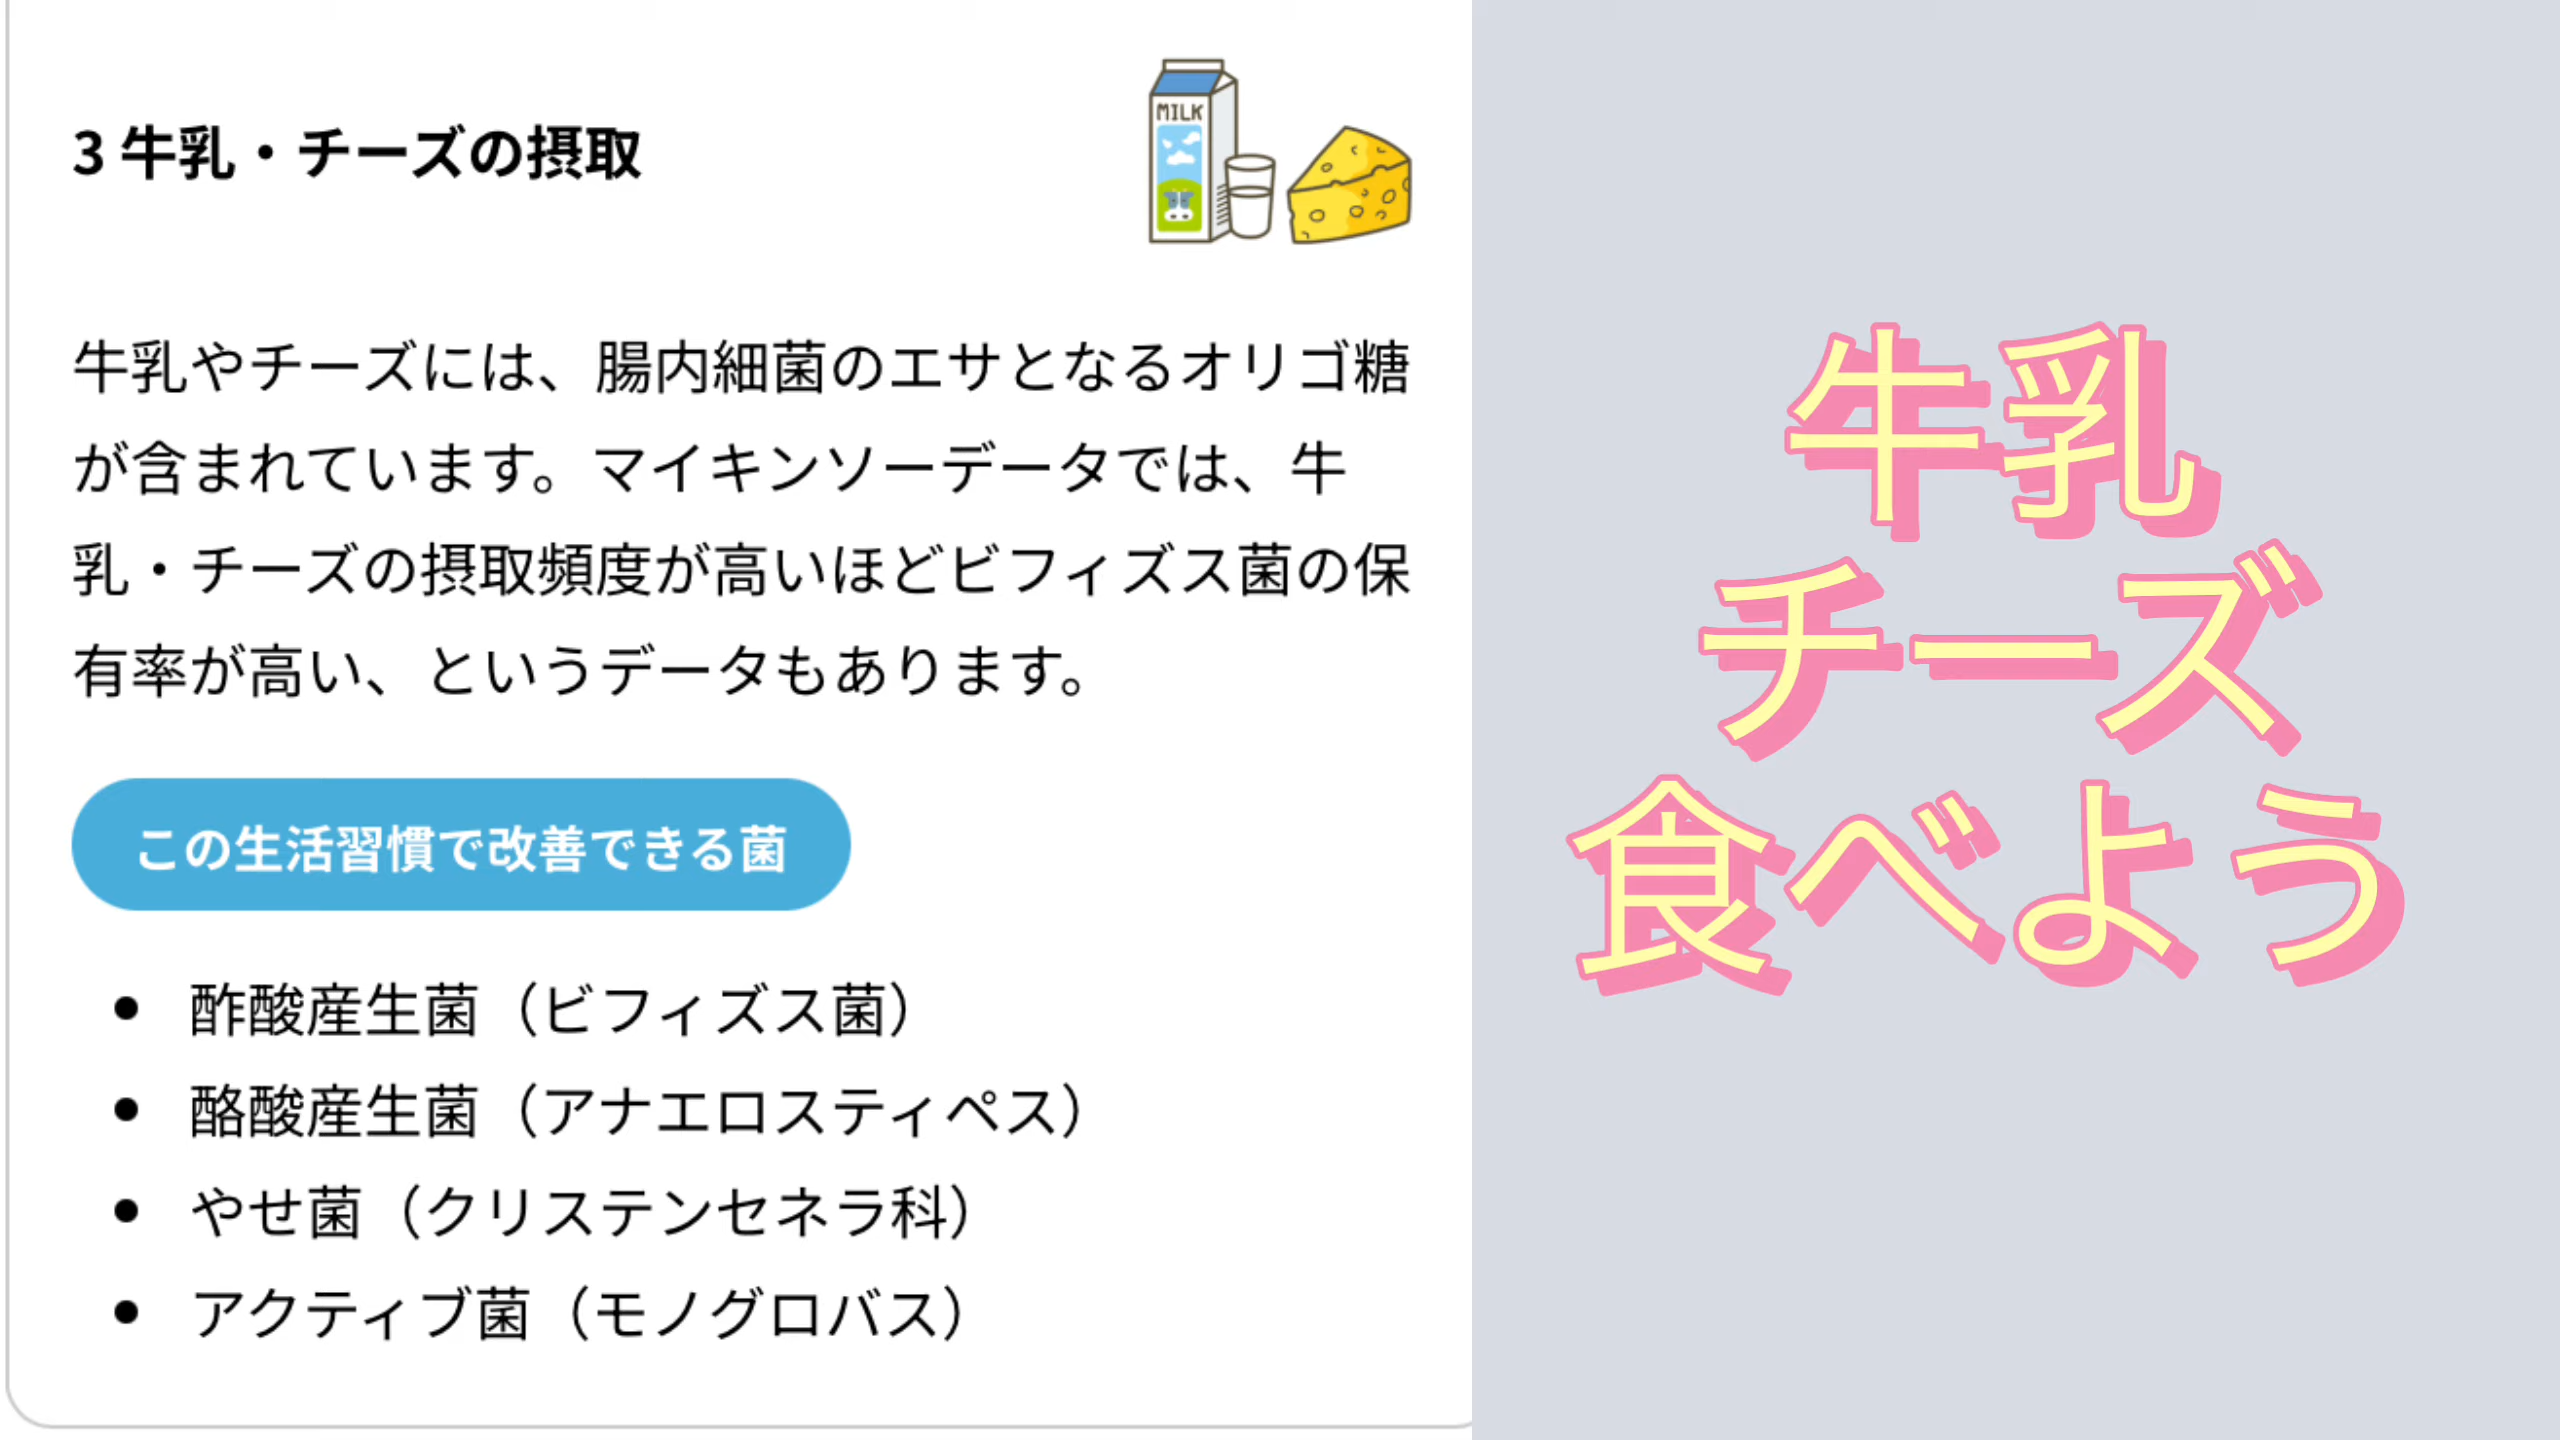 3 牛乳・チーズの摂取
MILK
牛乳やチーズには、腸内細菌のエサとなるオリゴ糖
が含まれています。マイキンソーデータでは、牛
乳・チーズの摂取頻度が高いほどビフィズス菌の保
有率が高い、というデータもあります。
この生活習慣で改善できる菌
• 酢酸産生菌（ビフィズス菌）
• 酪酸産生菌（アナエロスティペス）
• やせ菌（クリステンセネラ科）
• アクティブ菌（モノグロバス）
牛乳
チーズ
食べよう